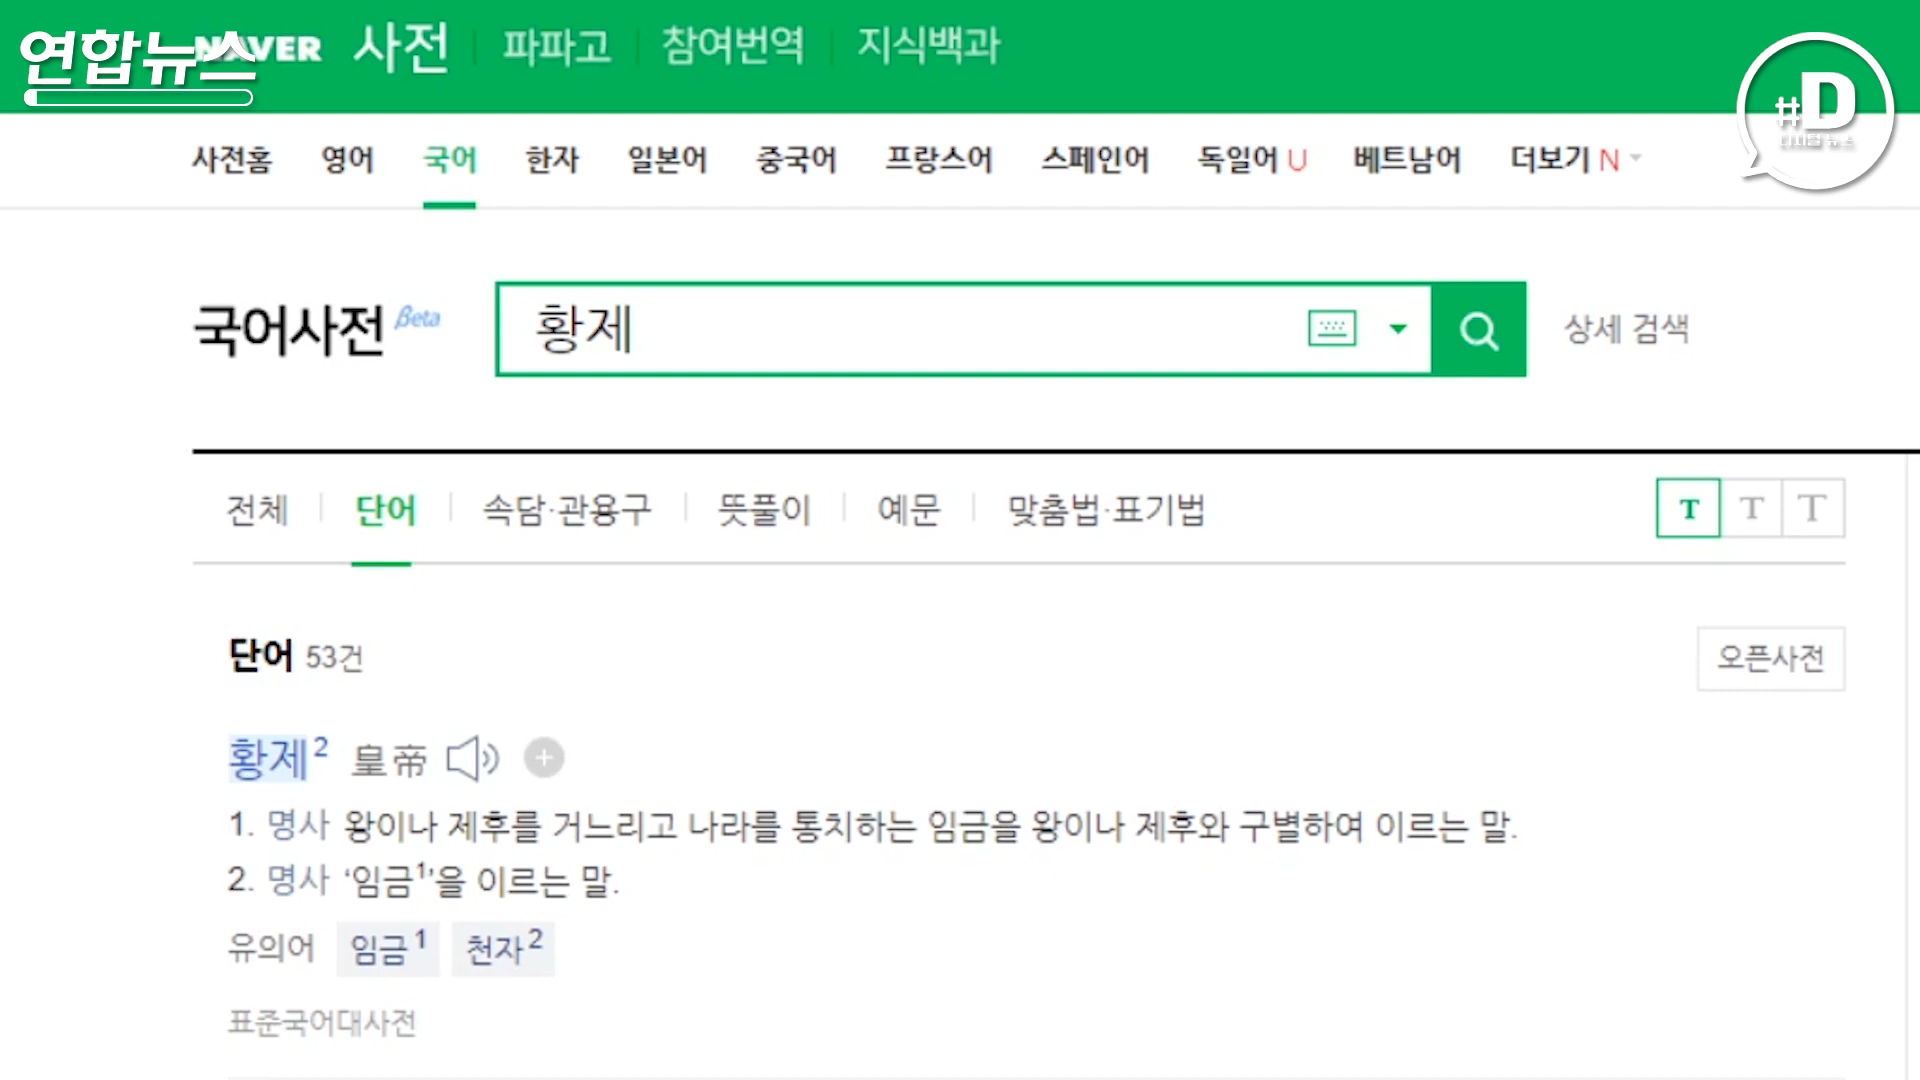 연합뉴스
NAVER 사전 파파고 참여번역 지식백과
#D
디지털 뉴스
사전홈 영어 국어 한자 일본어 중국어 프랑스어 스페인어 독일어 U 베트남어 더보기 N
국어사전 βeta 황제 상세 검색
전체 단어 속담·관용구 뜻풀이 예문 맞춤법·표기법 T T T
단어 53건 오픈사전
황제² 皇帝
1. 명사 왕이나 제후를 거느리고 나라를 통치하는 임금을 왕이나 제후와 구별하여 이르는 말.
2. 명사 ‘임금¹’을 이르는 말.
유의어 임금¹ 천자²
표준국어대사전